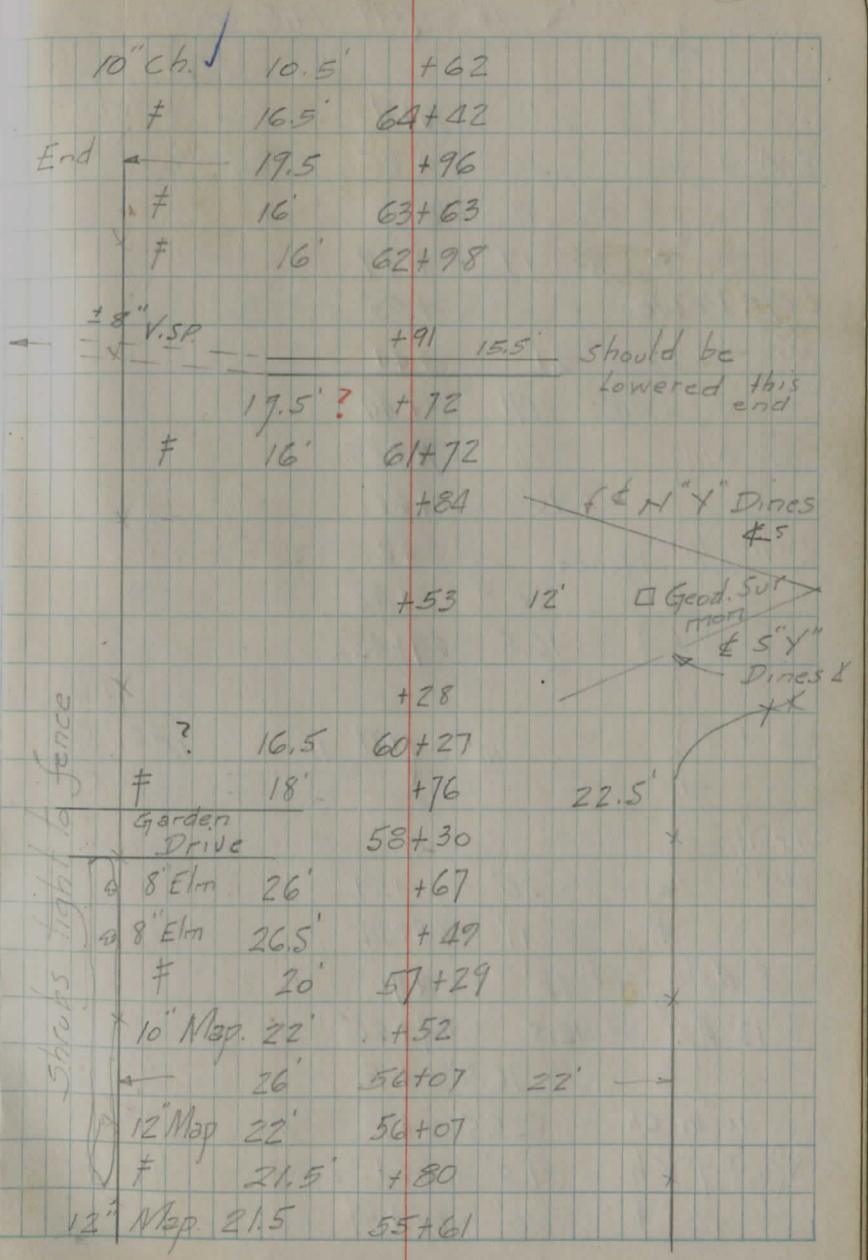 10" Ch. 10.5' +62
ǂ 16.5' 64+42
End 19.5 +96
ǂ 16' 63+63
ǂ 16' 62+98
±8" V.SP. +91 15.5' should be
lowered this
end
19.5' ? +72
ǂ 16' 61+72
+84 ℄ N "Y" Dines
+53 12' □ Geod. Sur
mon
℄ S "Y"
Dines
+28
? 16.5 60+27
ǂ 18' +76 22.5'
Garden
Drive 58+30
8" Elm 26' +67
8" Elm 26.5' +49
ǂ 20' 57+29
10" Map. 22' +52
26' 56+07 22'
12" Map 22' 56+07
ǂ 21.5' +80
12" Map. 21.5 55+61
Shrubs tight to fence